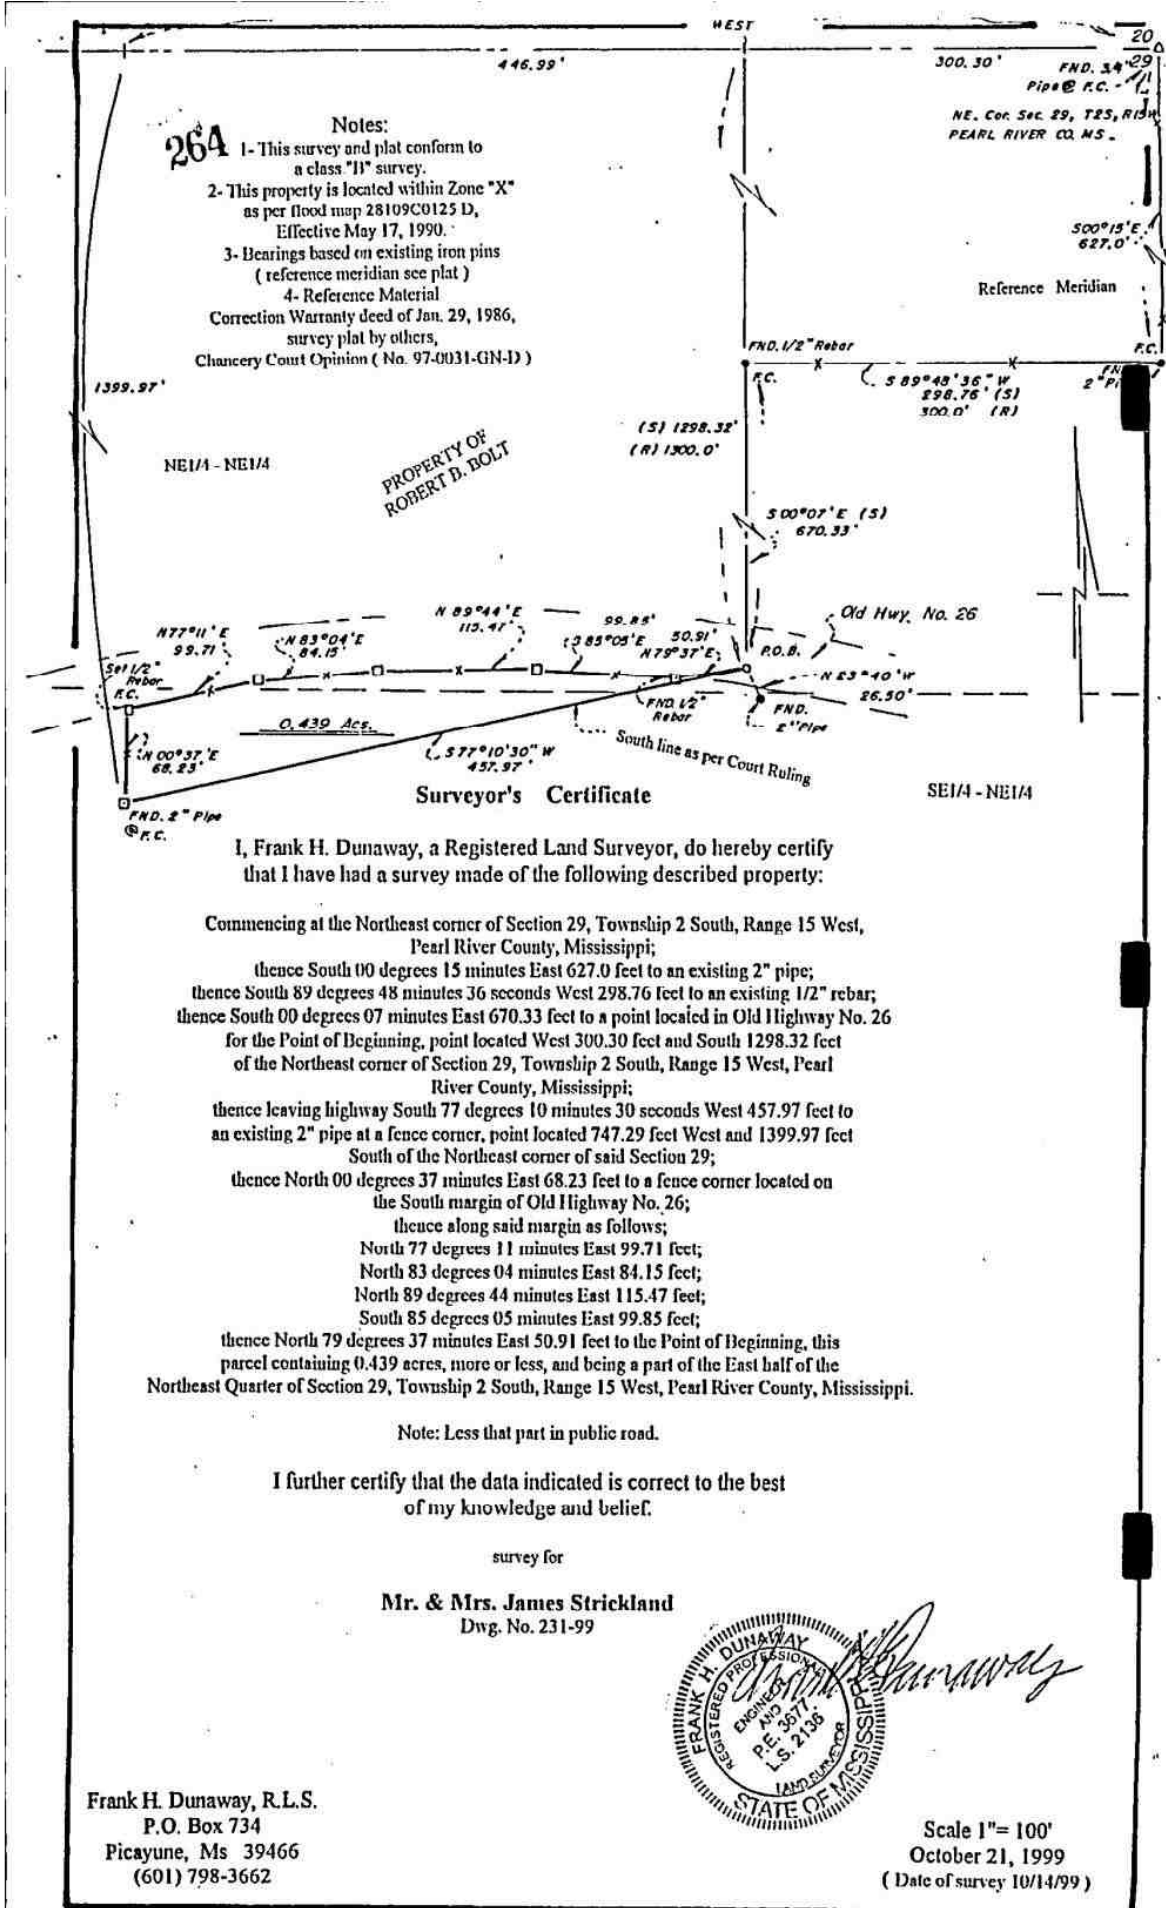 WEST
20
29
446.99'
300.30'
FND. 3/4"
Pipe @ F.C.
NE. Cor. Sec. 29, T2S, R15W
PEARL RIVER CO. MS.
264
Notes:
1- This survey and plat conform to
a class "B" survey.
2- This property is located within Zone "X"
as per flood map 28109C0125 D,
Effective May 17, 1990.
3- Bearings based on existing iron pins
( reference meridian see plat )
4- Reference Material
Correction Warranty deed of Jan. 29, 1986,
survey plat by others,
Chancery Court Opinion ( No. 97-0031-GN-D )
S00°15'E
627.0'
Reference Meridian
FND. 1/2" Rebar
F.C.
F.C.
2" Pi
S 89°48'36" W
298.76' (S)
300.0' (R)
1399.97'
(S) 1298.32'
(R) 1300.0'
NE1/4 - NE1/4
PROPERTY OF
ROBERT B. BOLT
S 00°07'E (S)
670.33'
N 89°44'E
115.47'
99.85'
S 85°05'E
50.91'
N79°37'E
Old Hwy. No. 26
N77°11'E
99.71
N 83°04'E
84.15'
P.O.B.
Set 1/2"
Rebar
F.C.
N 23°40'W
26.50'
FND. 1/2"
Rebar
FND.
2" Pipe
0.439 Acs.
N 00°37'E
68.23'
S 77°10'30" W
457.97'
South line as per Court Ruling
SE1/4 - NE1/4
FND. 2" Pipe
@ F.C.
Surveyor's Certificate
I, Frank H. Dunaway, a Registered Land Surveyor, do hereby certify
that I have had a survey made of the following described property:
Commencing at the Northeast corner of Section 29, Township 2 South, Range 15 West,
Pearl River County, Mississippi;
thence South 00 degrees 15 minutes East 627.0 feet to an existing 2" pipe;
thence South 89 degrees 48 minutes 36 seconds West 298.76 feet to an existing 1/2" rebar;
thence South 00 degrees 07 minutes East 670.33 feet to a point located in Old Highway No. 26
for the Point of Beginning, point located West 300.30 feet and South 1298.32 feet
of the Northeast corner of Section 29, Township 2 South, Range 15 West, Pearl
River County, Mississippi;
thence leaving highway South 77 degrees 10 minutes 30 seconds West 457.97 feet to
an existing 2" pipe at a fence corner, point located 747.29 feet West and 1399.97 feet
South of the Northeast corner of said Section 29;
thence North 00 degrees 37 minutes East 68.23 feet to a fence corner located on
the South margin of Old Highway No. 26;
thence along said margin as follows;
North 77 degrees 11 minutes East 99.71 feet;
North 83 degrees 04 minutes East 84.15 feet;
North 89 degrees 44 minutes East 115.47 feet;
South 85 degrees 05 minutes East 99.85 feet;
thence North 79 degrees 37 minutes East 50.91 feet to the Point of Beginning, this
parcel containing 0.439 acres, more or less, and being a part of the East half of the
Northeast Quarter of Section 29, Township 2 South, Range 15 West, Pearl River County, Mississippi.
Note: Less that part in public road.
I further certify that the data indicated is correct to the best
of my knowledge and belief.
survey for
Mr. & Mrs. James Strickland
Dwg. No. 231-99
FRANK H. DUNAWAY
REGISTERED PROFESSIONAL
ENGINEER
AND
P.E. 3677
L.S. 2136
LAND SURVEYOR
STATE OF MISSISSIPPI
Frank H. Dunaway
Frank H. Dunaway, R.L.S.
P.O. Box 734
Picayune, Ms 39466
(601) 798-3662
Scale 1"= 100'
October 21, 1999
( Date of survey 10/14/99 )